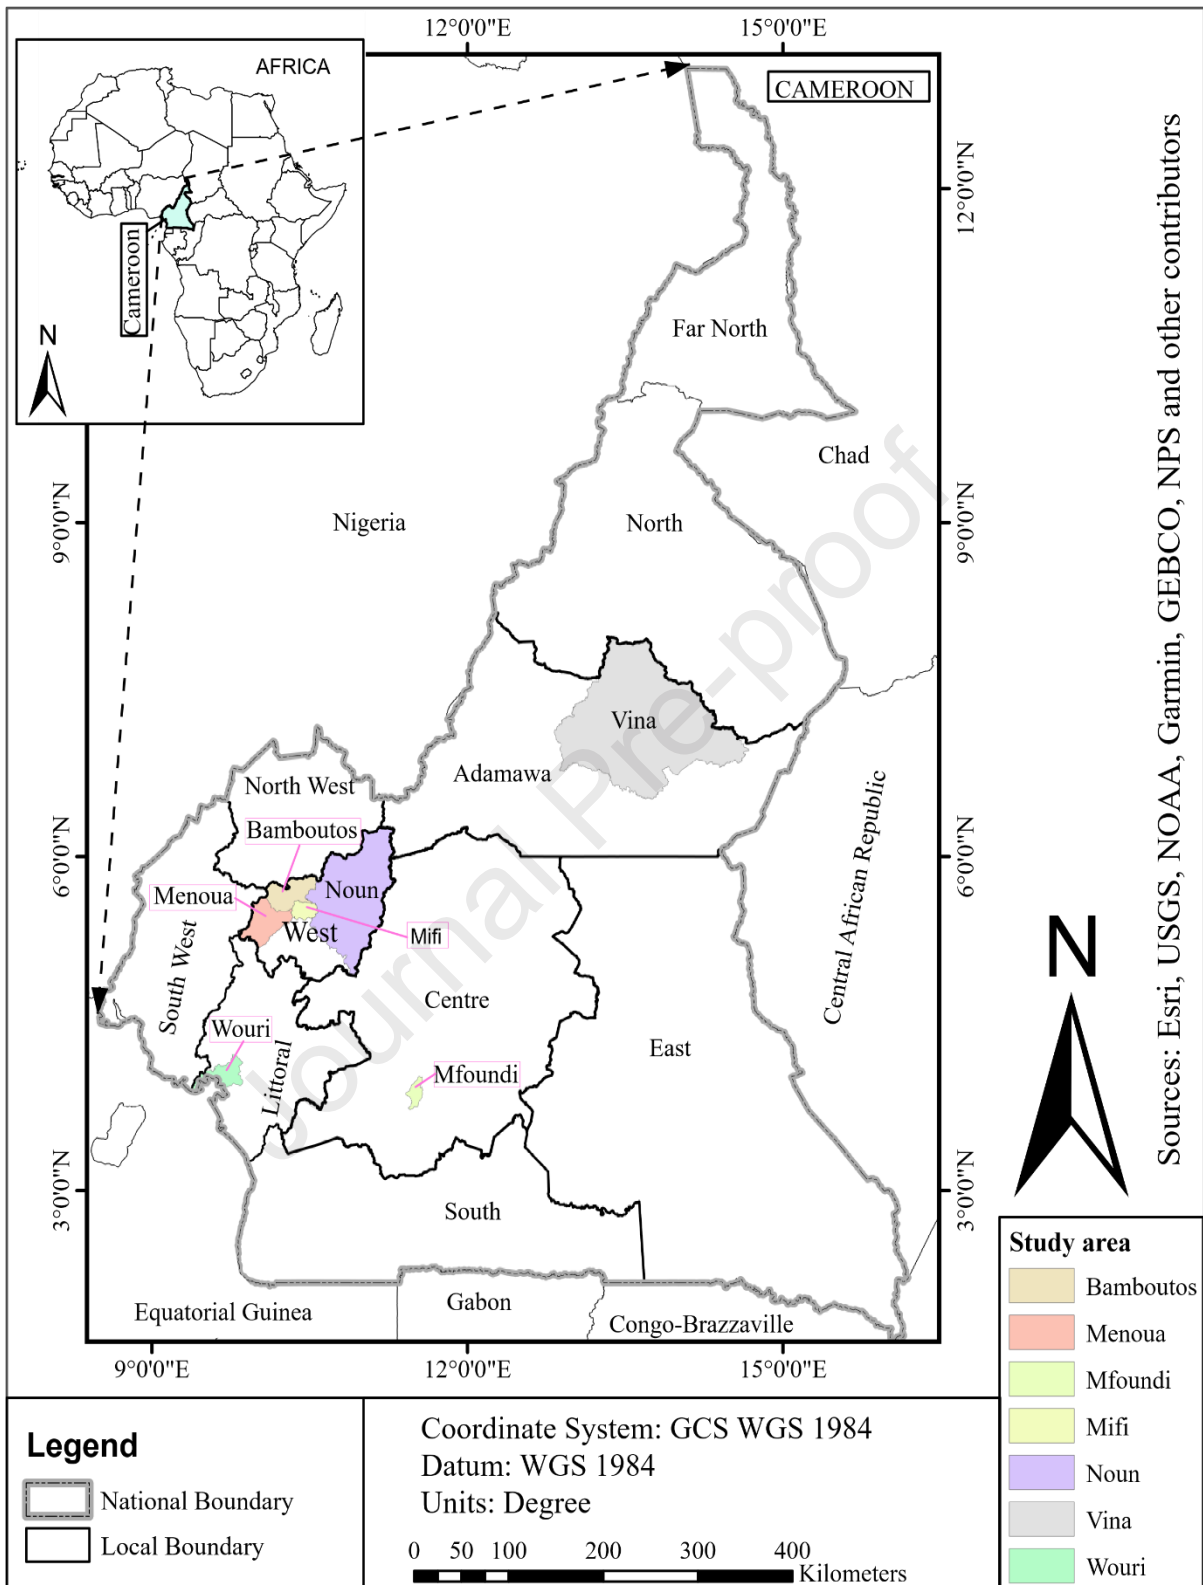 12°0'0"E
15°0'0"E
AFRICA
CAMEROON
Cameroon
N
12°0'0"N
12°0'0"N
Far North
Chad
Nigeria
North
9°0'0"N
9°0'0"N
Vina
Adamawa
North West
Bamboutos
Noun
Menoua
West
Mifi
6°0'0"N
6°0'0"N
Central African Republic
South West
Centre
Wouri
East
Littoral
Mfoundi
3°0'0"N
3°0'0"N
South
Equatorial Guinea
Gabon
Congo-Brazzaville
9°0'0"E
12°0'0"E
15°0'0"E
Journal Pre-proof
Sources: Esri, USGS, NOAA, Garmin, GEBCO, NPS and other contributors
N
Study area
Bamboutos
Menoua
Mfoundi
Mifi
Noun
Vina
Wouri
Legend
National Boundary
Local Boundary
Coordinate System: GCS WGS 1984
Datum: WGS 1984
Units: Degree
0 50 100 200 300 400
Kilometers